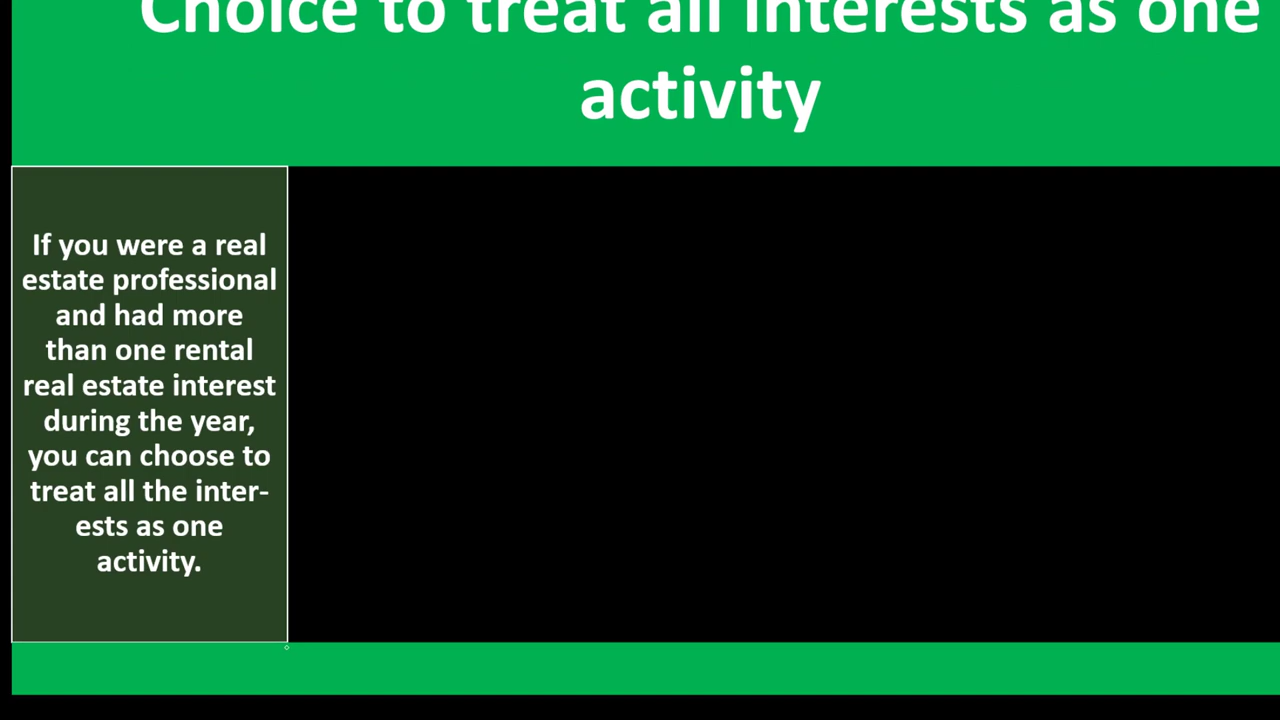 Choice to treat all interests as one
activity
If you were a real
estate professional
and had more
than one rental
real estate interest
during the year,
you can choose to
treat all the inter-
ests as one
activity.